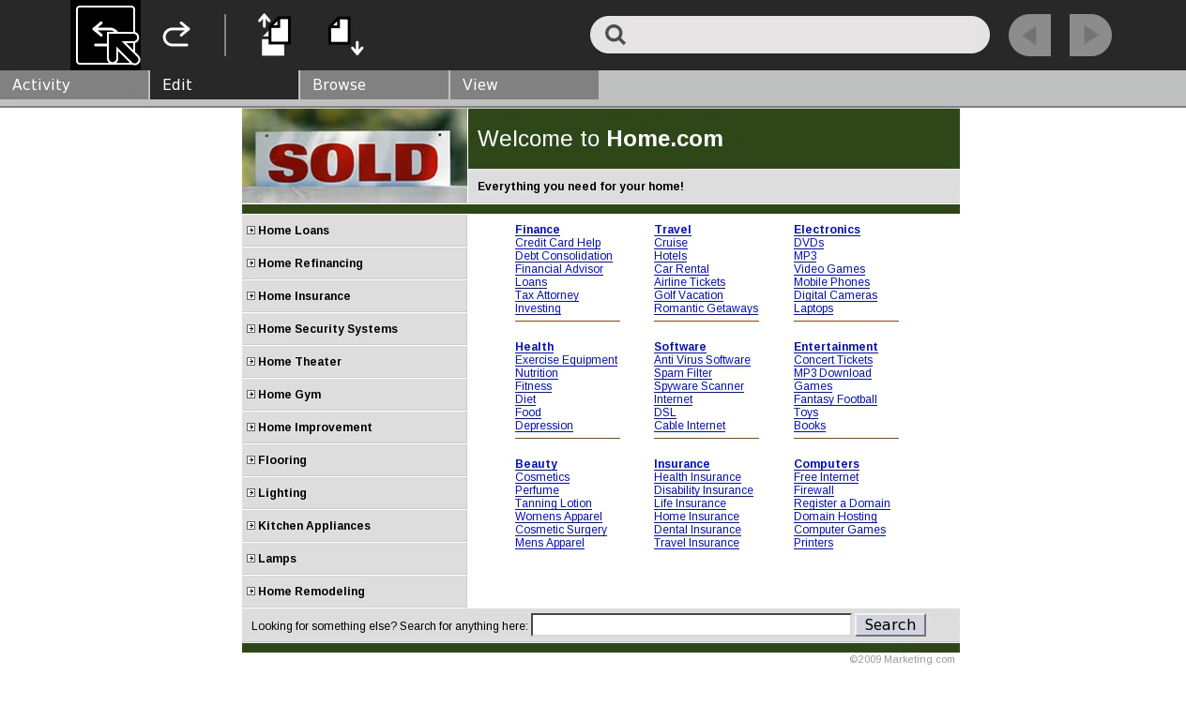 Activity
Edit
Browse
View
SOLD
Welcome to Home.com
Everything you need for your home!
Home Loans
Home Refinancing
Home Insurance
Home Security Systems
Home Theater
Home Gym
Home Improvement
Flooring
Lighting
Kitchen Appliances
Lamps
Home Remodeling
Finance
Credit Card Help
Debt Consolidation
Financial Advisor
Loans
Tax Attorney
Investing
Travel
Cruise
Hotels
Car Rental
Airline Tickets
Golf Vacation
Romantic Getaways
Electronics
DVDs
MP3
Video Games
Mobile Phones
Digital Cameras
Laptops
Health
Exercise Equipment
Nutrition
Fitness
Diet
Food
Depression
Software
Anti Virus Software
Spam Filter
Spyware Scanner
Internet
DSL
Cable Internet
Entertainment
Concert Tickets
MP3 Download
Games
Fantasy Football
Toys
Books
Beauty
Cosmetics
Perfume
Tanning Lotion
Womens Apparel
Cosmetic Surgery
Mens Apparel
Insurance
Health Insurance
Disability Insurance
Life Insurance
Home Insurance
Dental Insurance
Travel Insurance
Computers
Free Internet
Firewall
Register a Domain
Domain Hosting
Computer Games
Printers
Looking for something else? Search for anything here:
Search
©2009 Marketing.com